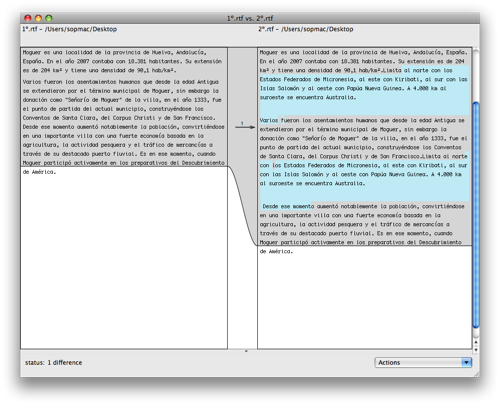 1º.rtf vs. 2º.rtf
1º.rtf - /Users/sopmac/Desktop
2º.rtf - /Users/sopmac/Desktop
Moguer es una localidad de la provincia de Huelva, Andalucía,
España. En el año 2007 contaba con 18.381 habitantes. Su extensión
es de 204 km² y tiene una densidad de 90,1 hab/km².
Varios fueron los asentamientos humanos que desde la edad Antigua
se extendieron por el término municipal de Moguer, sin embargo la
donación como "Señorío de Moguer" de la villa, en el año 1333, fue
el punto de partida del actual municipio, construyéndose los
Conventos de Santa Clara, del Corpus Christi y de San Francisco.
Desde ese momento aumentó notablemente la población, convirtiéndose
en una importante villa con una fuerte economía basada en la
agricultura, la actividad pesquera y el tráfico de mercancías a
través de su destacado puerto fluvial. Es en ese momento, cuando
Moguer participó activamente en los preparativos del Descubrimiento
de América.
1
Moguer es una localidad de la provincia de Huelva, Andalucía,
España. En el año 2007 contaba con 18.381 habitantes. Su extensión es de 204
km² y tiene una densidad de 90,1 hab/km².Limita al norte con los
Estados Federados de Micronesia, al este con Kiribati, al sur con las
Islas Salomón y al oeste con Papúa Nueva Guinea. A 4.000 km al
suroeste se encuentra Australia.
Varios fueron los asentamientos humanos que desde la edad Antigua se
extendieron por el término municipal de Moguer, sin embargo la
donación como "Señorío de Moguer" de la villa, en el año 1333, fue el
punto de partida del actual municipio, construyéndose los Conventos
de Santa Clara, del Corpus Christi y de San Francisco.Limita al norte
con los Estados Federados de Micronesia, al este con Kiribati, al sur
con las Islas Salomón y al oeste con Papúa Nueva Guinea. A 4.000 km
al suroeste se encuentra Australia.
Desde ese momento aumentó notablemente la población, convirtiéndose
en una importante villa con una fuerte economía basada en la
agricultura, la actividad pesquera y el tráfico de mercancías a
través de su destacado puerto fluvial. Es en ese momento, cuando
Moguer participó activamente en los preparativos del Descubrimiento
de América.
status: 1 difference
Actions